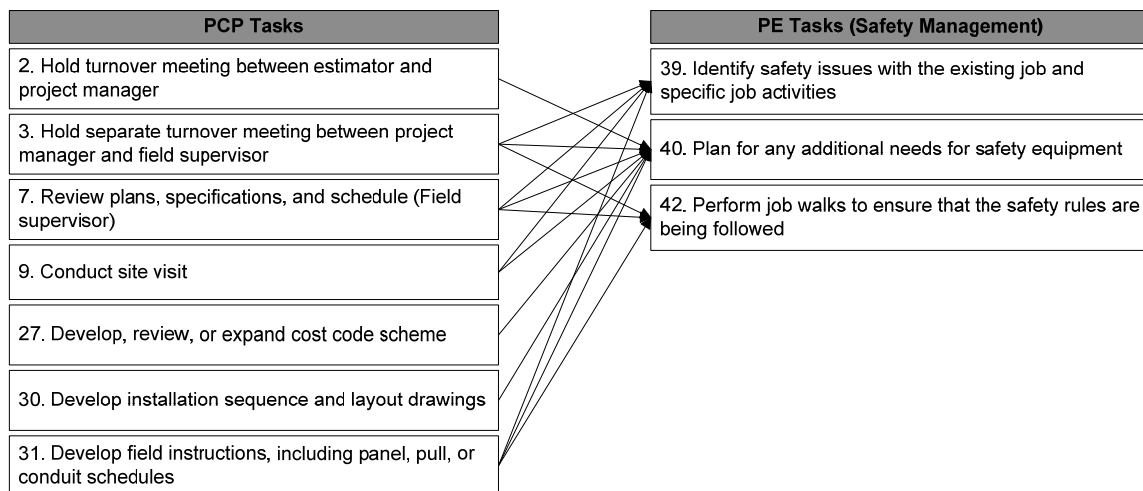 PCP Tasks
2. Hold turnover meeting between estimator and
project manager
3. Hold separate turnover meeting between project
manager and field supervisor
7. Review plans, specifications, and schedule (Field
supervisor)
9. Conduct site visit
27. Develop, review, or expand cost code scheme
30. Develop installation sequence and layout drawings
31. Develop field instructions, including panel, pull, or
conduit schedules
PE Tasks (Safety Management)
39. Identify safety issues with the existing job and
specific job activities
40. Plan for any additional needs for safety equipment
42. Perform job walks to ensure that the safety rules are
being followed